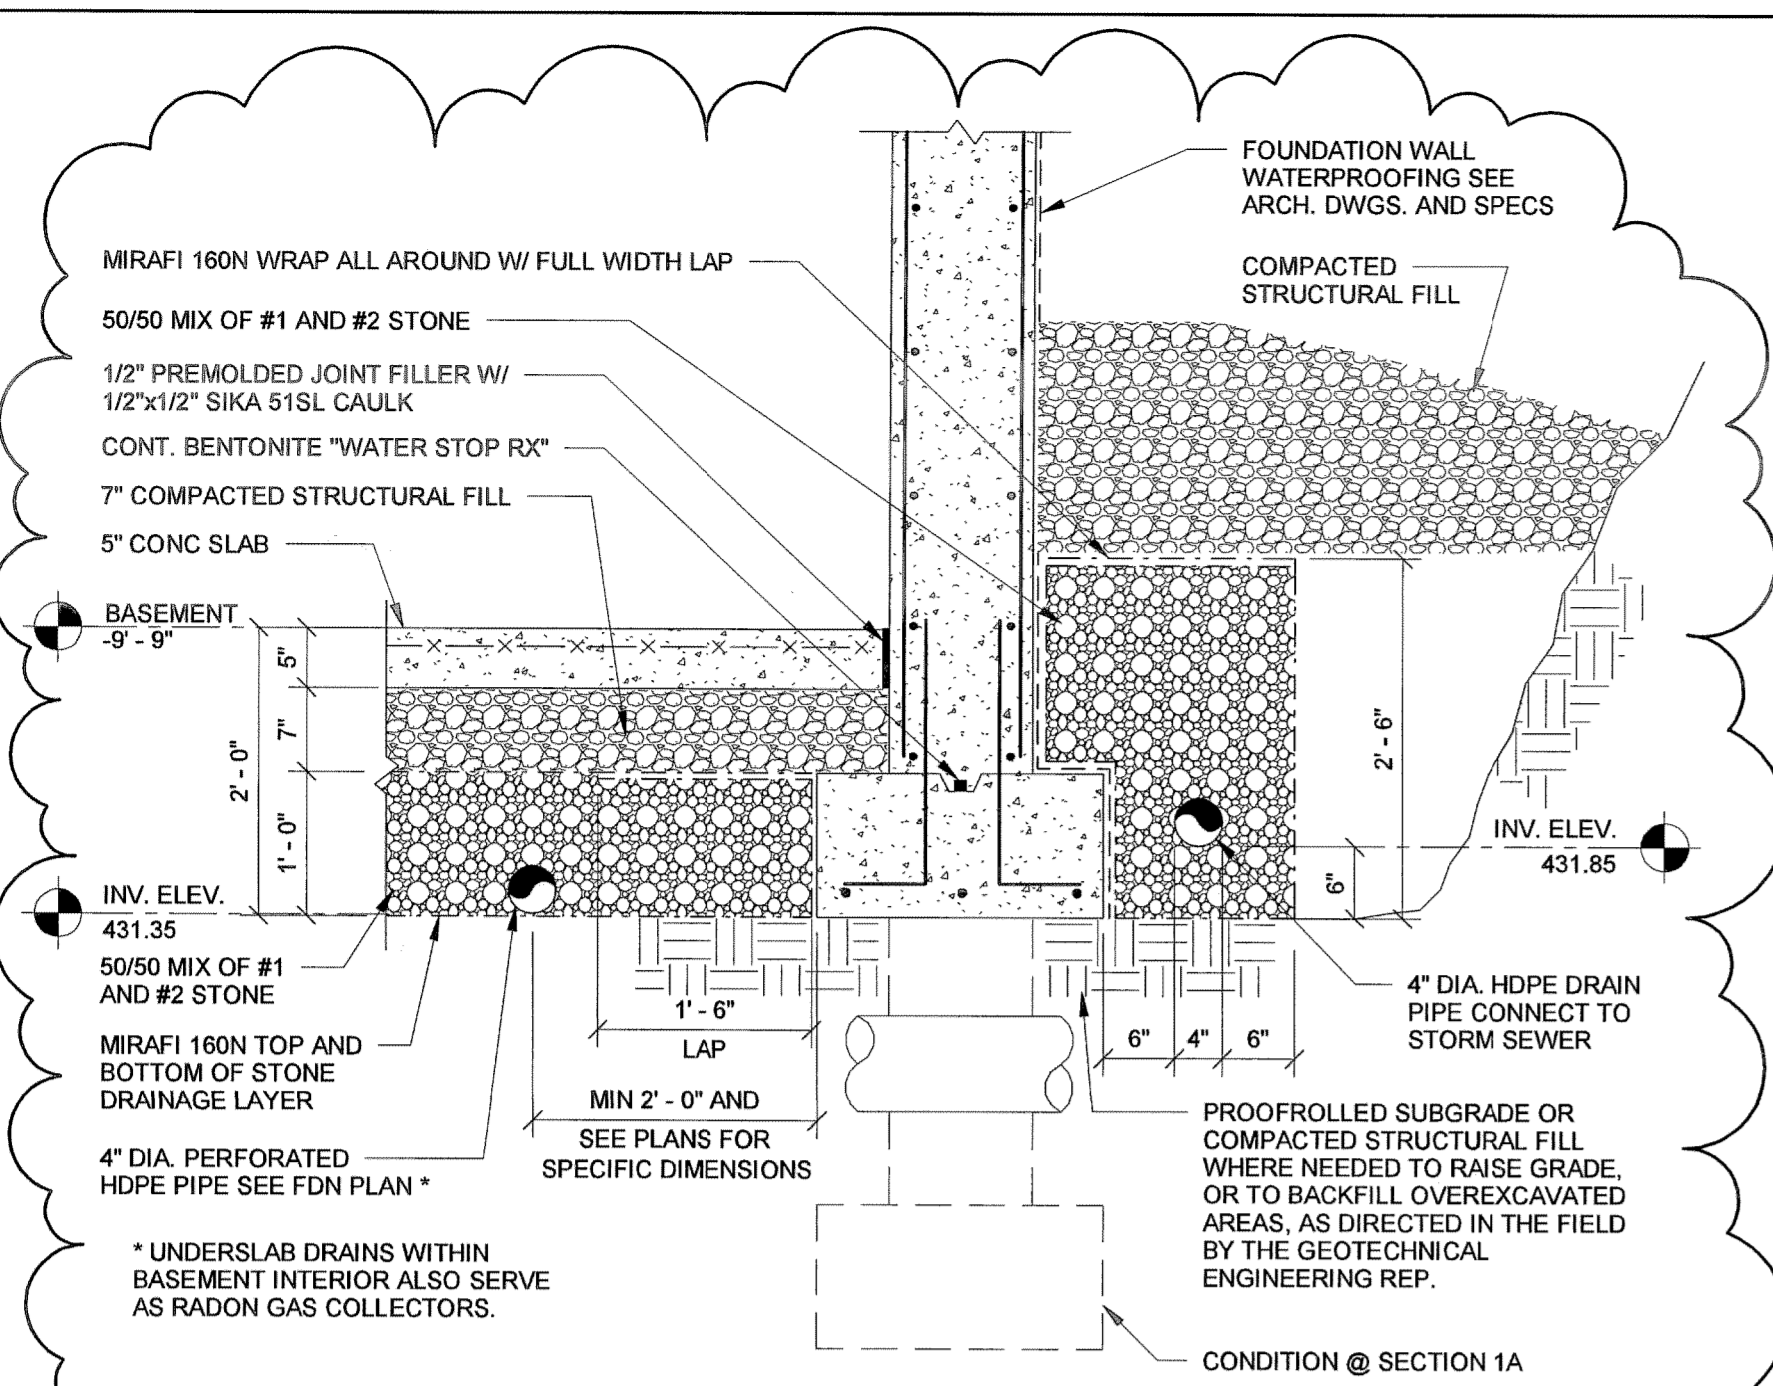 FOUNDATION WALL
WATERPROOFING SEE
ARCH. DWGS. AND SPECS
COMPACTED
STRUCTURAL FILL
MIRAFI 160N WRAP ALL AROUND W/ FULL WIDTH LAP
50/50 MIX OF #1 AND #2 STONE
1/2" PREMOLDED JOINT FILLER W/
1/2"x1/2" SIKA 51SL CAULK
CONT. BENTONITE "WATER STOP RX"
7" COMPACTED STRUCTURAL FILL
5" CONC SLAB
BASEMENT
-9' - 9"
5"
7"
2' - 0"
1' - 0"
INV. ELEV.
431.35
50/50 MIX OF #1
AND #2 STONE
MIRAFI 160N TOP AND
BOTTOM OF STONE
DRAINAGE LAYER
4" DIA. PERFORATED
HDPE PIPE SEE FDN PLAN *
* UNDERSLAB DRAINS WITHIN
BASEMENT INTERIOR ALSO SERVE
AS RADON GAS COLLECTORS.
1' - 6"
LAP
MIN 2' - 0" AND
SEE PLANS FOR
SPECIFIC DIMENSIONS
2' - 6"
6"
INV. ELEV.
431.85
6"
4"
6"
4" DIA. HDPE DRAIN
PIPE CONNECT TO
STORM SEWER
PROOFROLLED SUBGRADE OR
COMPACTED STRUCTURAL FILL
WHERE NEEDED TO RAISE GRADE,
OR TO BACKFILL OVEREXCAVATED
AREAS, AS DIRECTED IN THE FIELD
BY THE GEOTECHNICAL
ENGINEERING REP.
CONDITION @ SECTION 1A